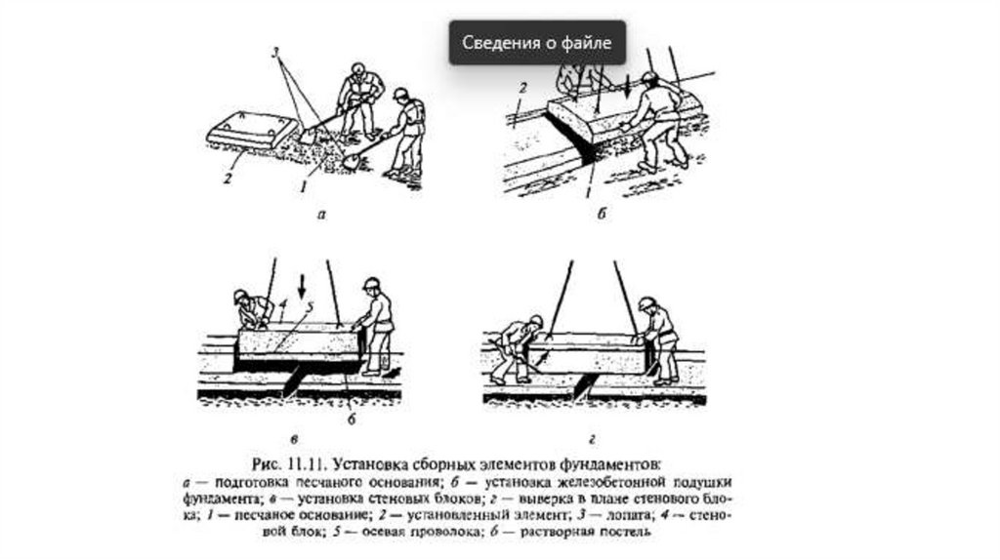 Сведения о файле
3
2
2
1
1
а
б
4
5
6
в
г
Рис. 11.11. Установка сборных элементов фундаментов:
а — подготовка песчаного основания; б — установка железобетонной подушки
фундамента; в — установка стеновых блоков; г — выверка в плане стенового бло-
ка; 1 — песчаное основание; 2 — установленный элемент; 3 — лопата; 4 — стено-
вой блок; 5 — осевая проволока; 6 — растворная постель